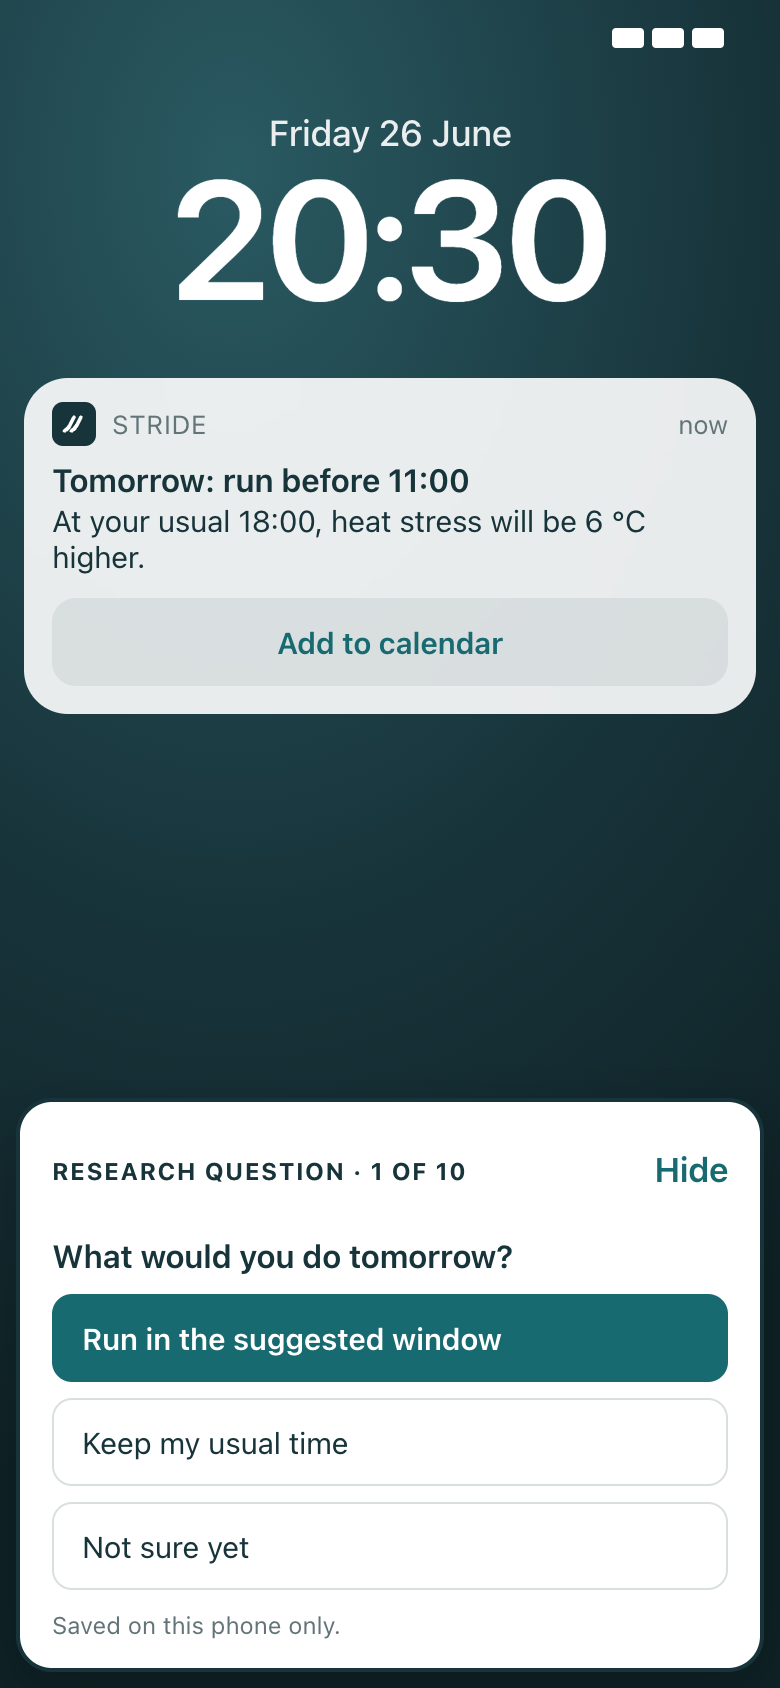 Friday 26 June
20:30
STRIDE
now
Tomorrow: run before 11:00
At your usual 18:00, heat stress will be 6 °C
higher.
Add to calendar
RESEARCH QUESTION · 1 OF 10
Hide
What would you do tomorrow?
Run in the suggested window
Keep my usual time
Not sure yet
Saved on this phone only.